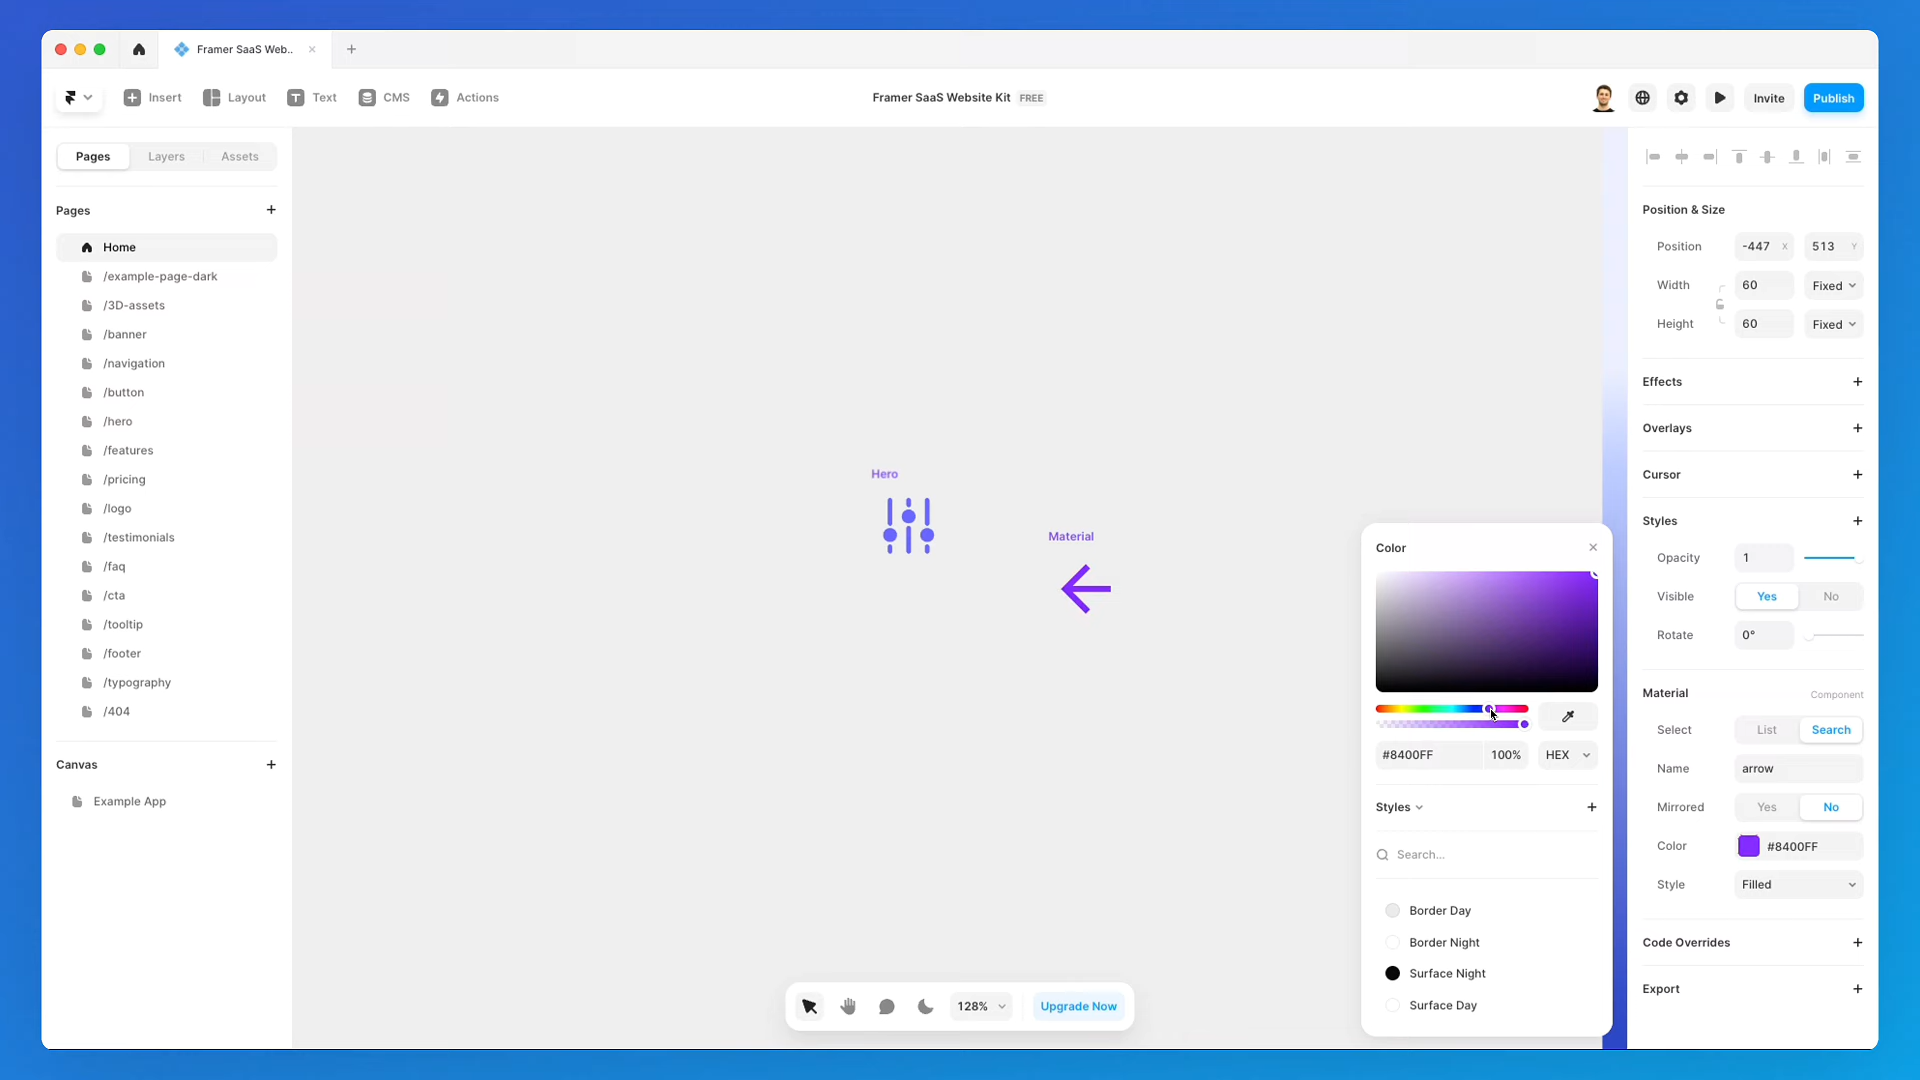 Framer SaaS Web..
Insert
Layout
Text
CMS
Actions
Framer SaaS Website Kit FREE
Invite
Publish
Pages
Layers
Assets
Pages
Home
/example-page-dark
/3D-assets
/banner
/navigation
/button
/hero
/features
/pricing
/logo
/testimonials
/faq
/cta
/tooltip
/footer
/typography
/404
Canvas
Example App
Hero
Material
128%
Upgrade Now
Color
#8400FF 100% HEX
Styles
Search...
Border Day
Border Night
Surface Night
Surface Day
Position & Size
Position -447 X 513 Y
Width 60 Fixed
Height 60 Fixed
Effects
Overlays
Cursor
Styles
Opacity 1
Visible Yes No
Rotate 0°
Material Component
Select List Search
Name arrow
Mirrored Yes No
Color #8400FF
Style Filled
Code Overrides
Export